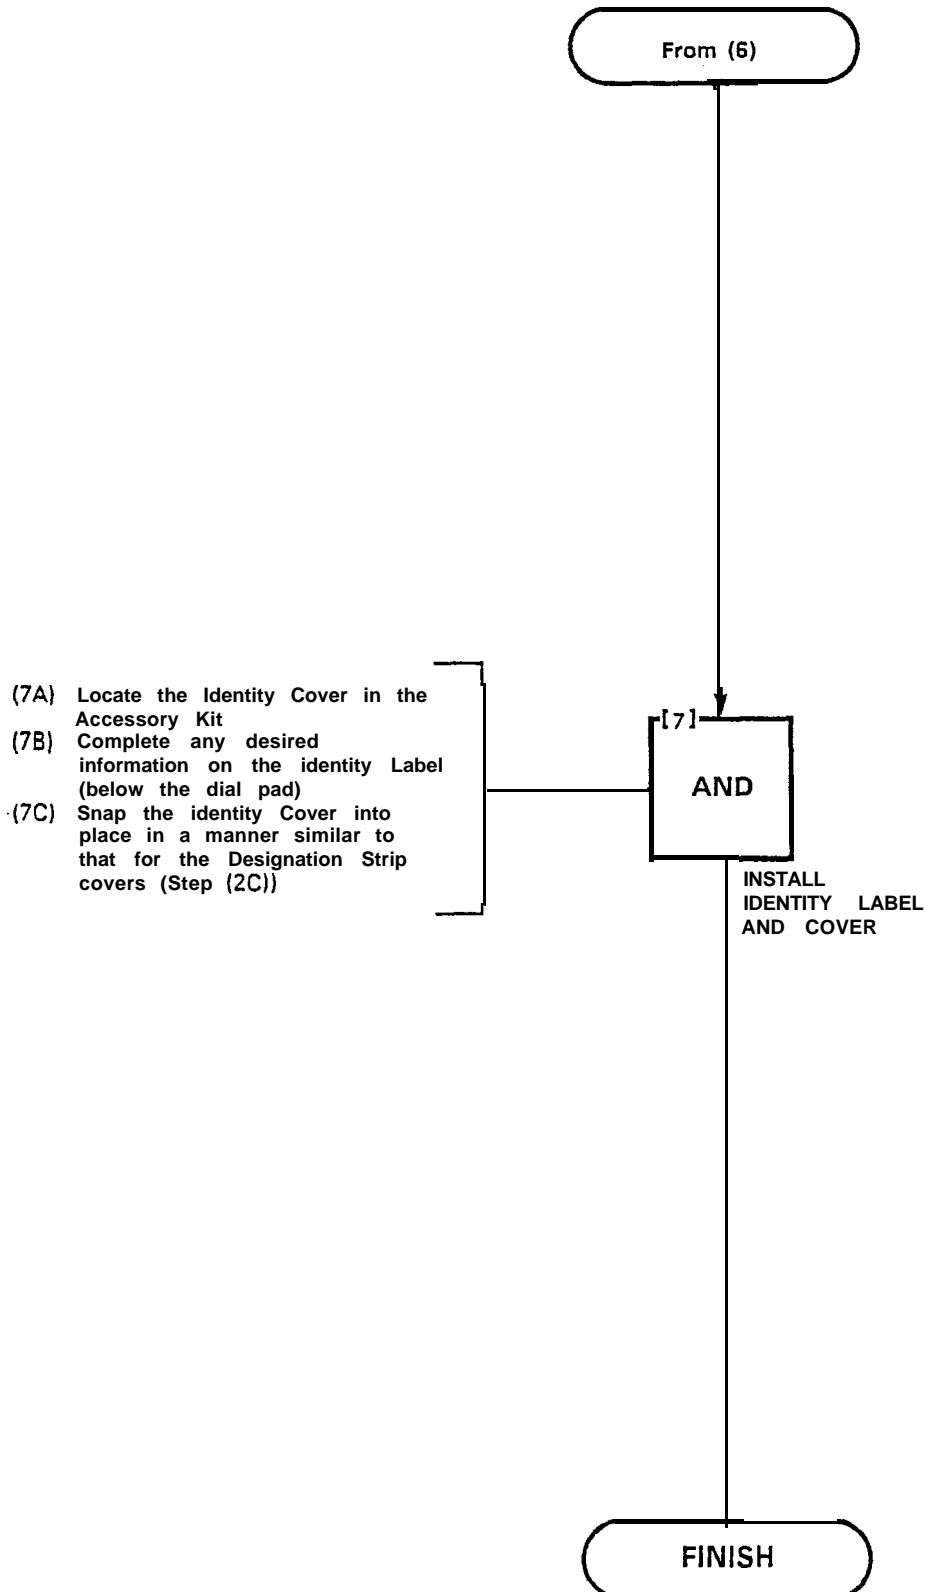 From (6)
(7A) Locate the Identity Cover in the
Accessory Kit
(7B) Complete any desired
information on the identity Label
(below the dial pad)
(7C) Snap the identity Cover into
place in a manner similar to
that for the Designation Strip
covers (Step (2C))
[7]
AND
INSTALL
IDENTITY LABEL
AND COVER
FINISH